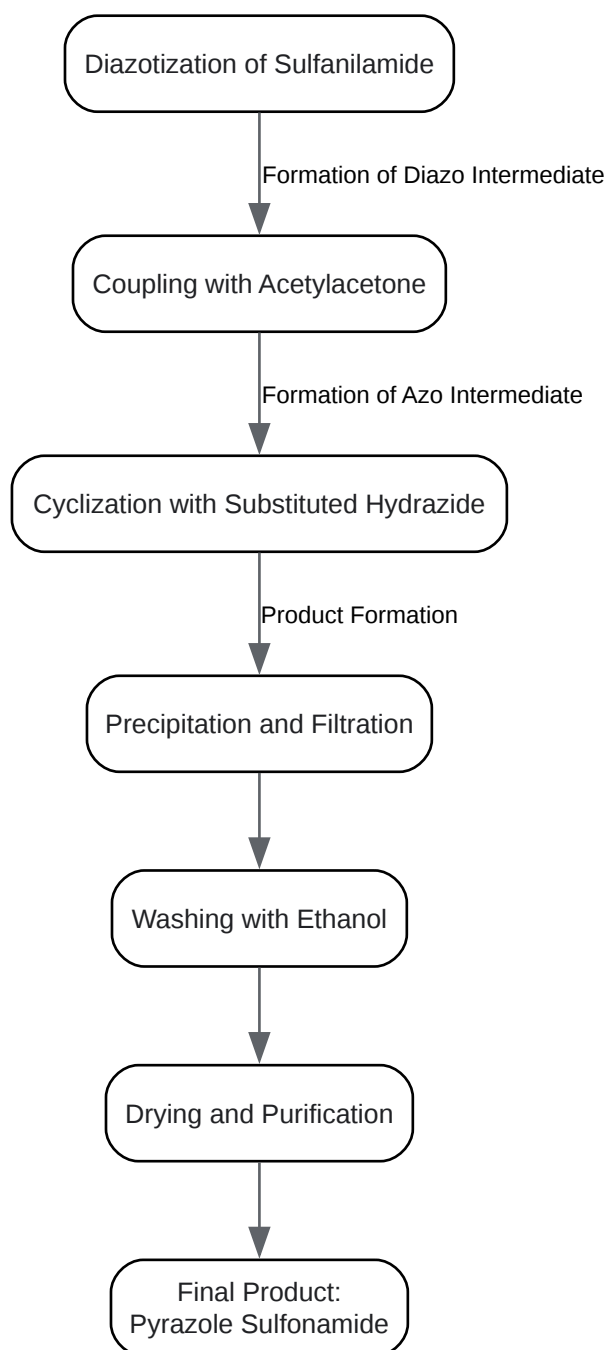 Diazotization of Sulfanilamide
Formation of Diazo Intermediate
Coupling with Acetylacetone
Formation of Azo Intermediate
Cyclization with Substituted Hydrazide
Product Formation
Precipitation and Filtration
Washing with Ethanol
Drying and Purification
Final Product:
Pyrazole Sulfonamide